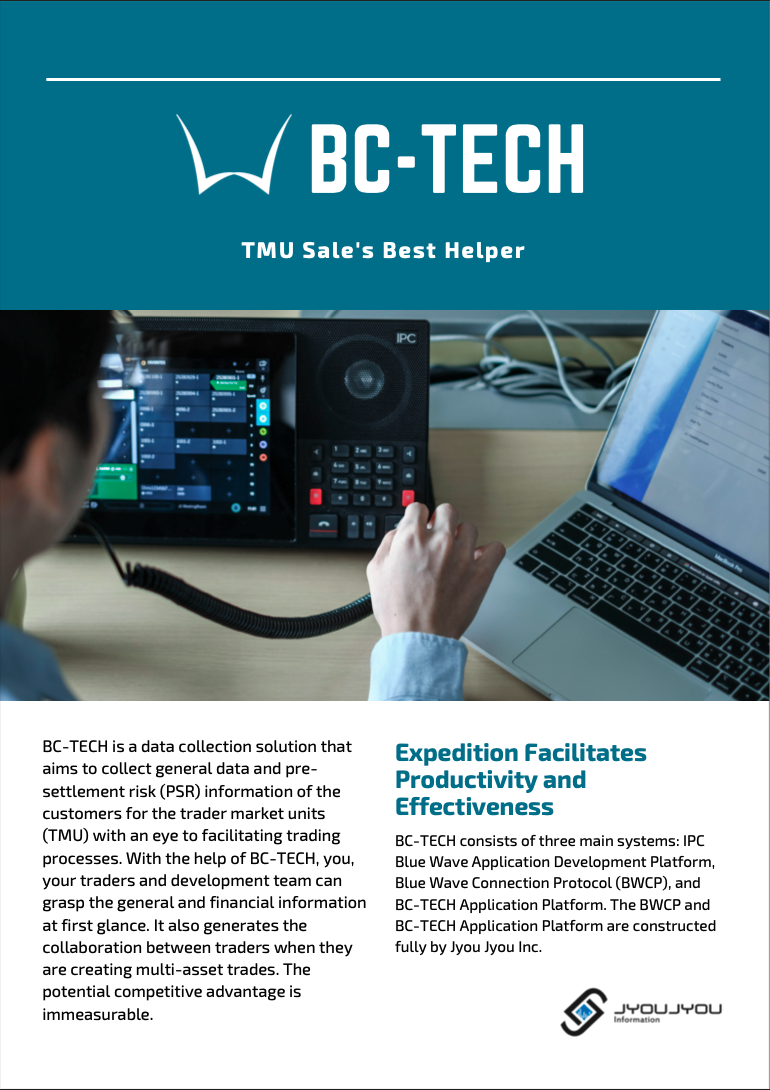 BC-TECH
TMU Sale's Best Helper
IPC
MacBook Pro
BC-TECH is a data collection solution that
aims to collect general data and pre-
settlement risk (PSR) information of the
customers for the trader market units
(TMU) with an eye to facilitating trading
processes. With the help of BC-TECH, you,
your traders and development team can
grasp the general and financial information
at first glance. It also generates the
collaboration between traders when they
are creating multi-asset trades. The
potential competitive advantage is
immeasurable.
Expedition Facilitates
Productivity and
Effectiveness
BC-TECH consists of three main systems: IPC
Blue Wave Application Development Platform,
Blue Wave Connection Protocol (BWCP), and
BC-TECH Application Platform. The BWCP and
BC-TECH Application Platform are constructed
fully by Jyou Jyou Inc.
JYOUJYOU
Information